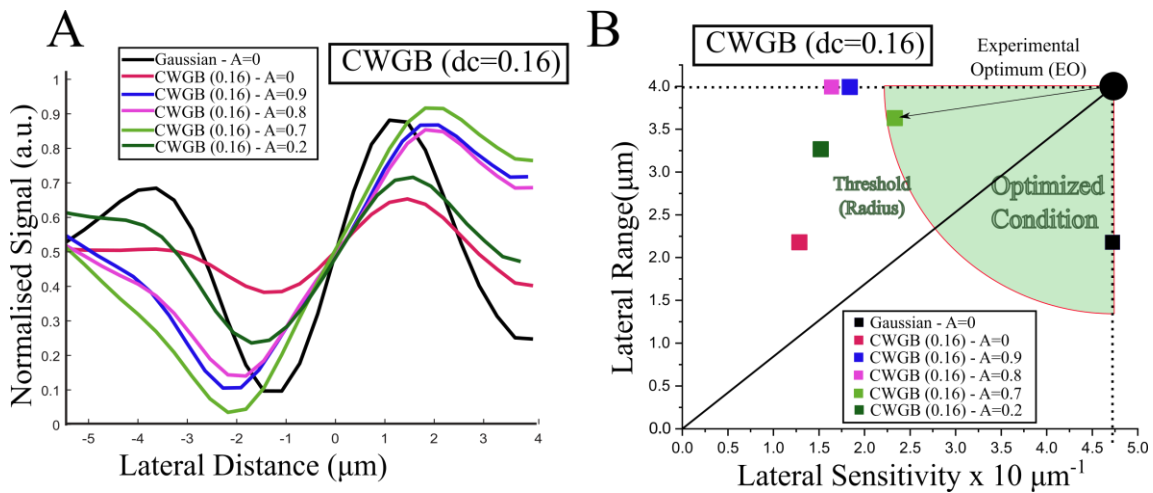 A
CWGB (dc=0.16)
Gaussian - A=0
CWGB (0.16) - A=0
CWGB (0.16) - A=0.9
CWGB (0.16) - A=0.8
CWGB (0.16) - A=0.7
CWGB (0.16) - A=0.2
Normalised Signal (a.u.)
1
0.9
0.8
0.7
0.6
0.5
0.4
0.3
0.2
0.1
0
-5
-4
-3
-2
-1
0
1
2
3
4
Lateral Distance (μm)
B
CWGB (dc=0.16)
Experimental
Optimum (EO)
Threshold
(Radius)
Optimized
Condition
Lateral Range(μm)
4.0
3.5
3.0
2.5
2.0
1.5
1.0
0.5
0.0
Gaussian - A=0
CWGB (0.16) - A=0
CWGB (0.16) - A=0.9
CWGB (0.16) - A=0.8
CWGB (0.16) - A=0.7
CWGB (0.16) - A=0.2
0.0
0.5
1.0
1.5
2.0
2.5
3.0
3.5
4.0
4.5
5.0
Lateral Sensitivity x 10 μm⁻¹